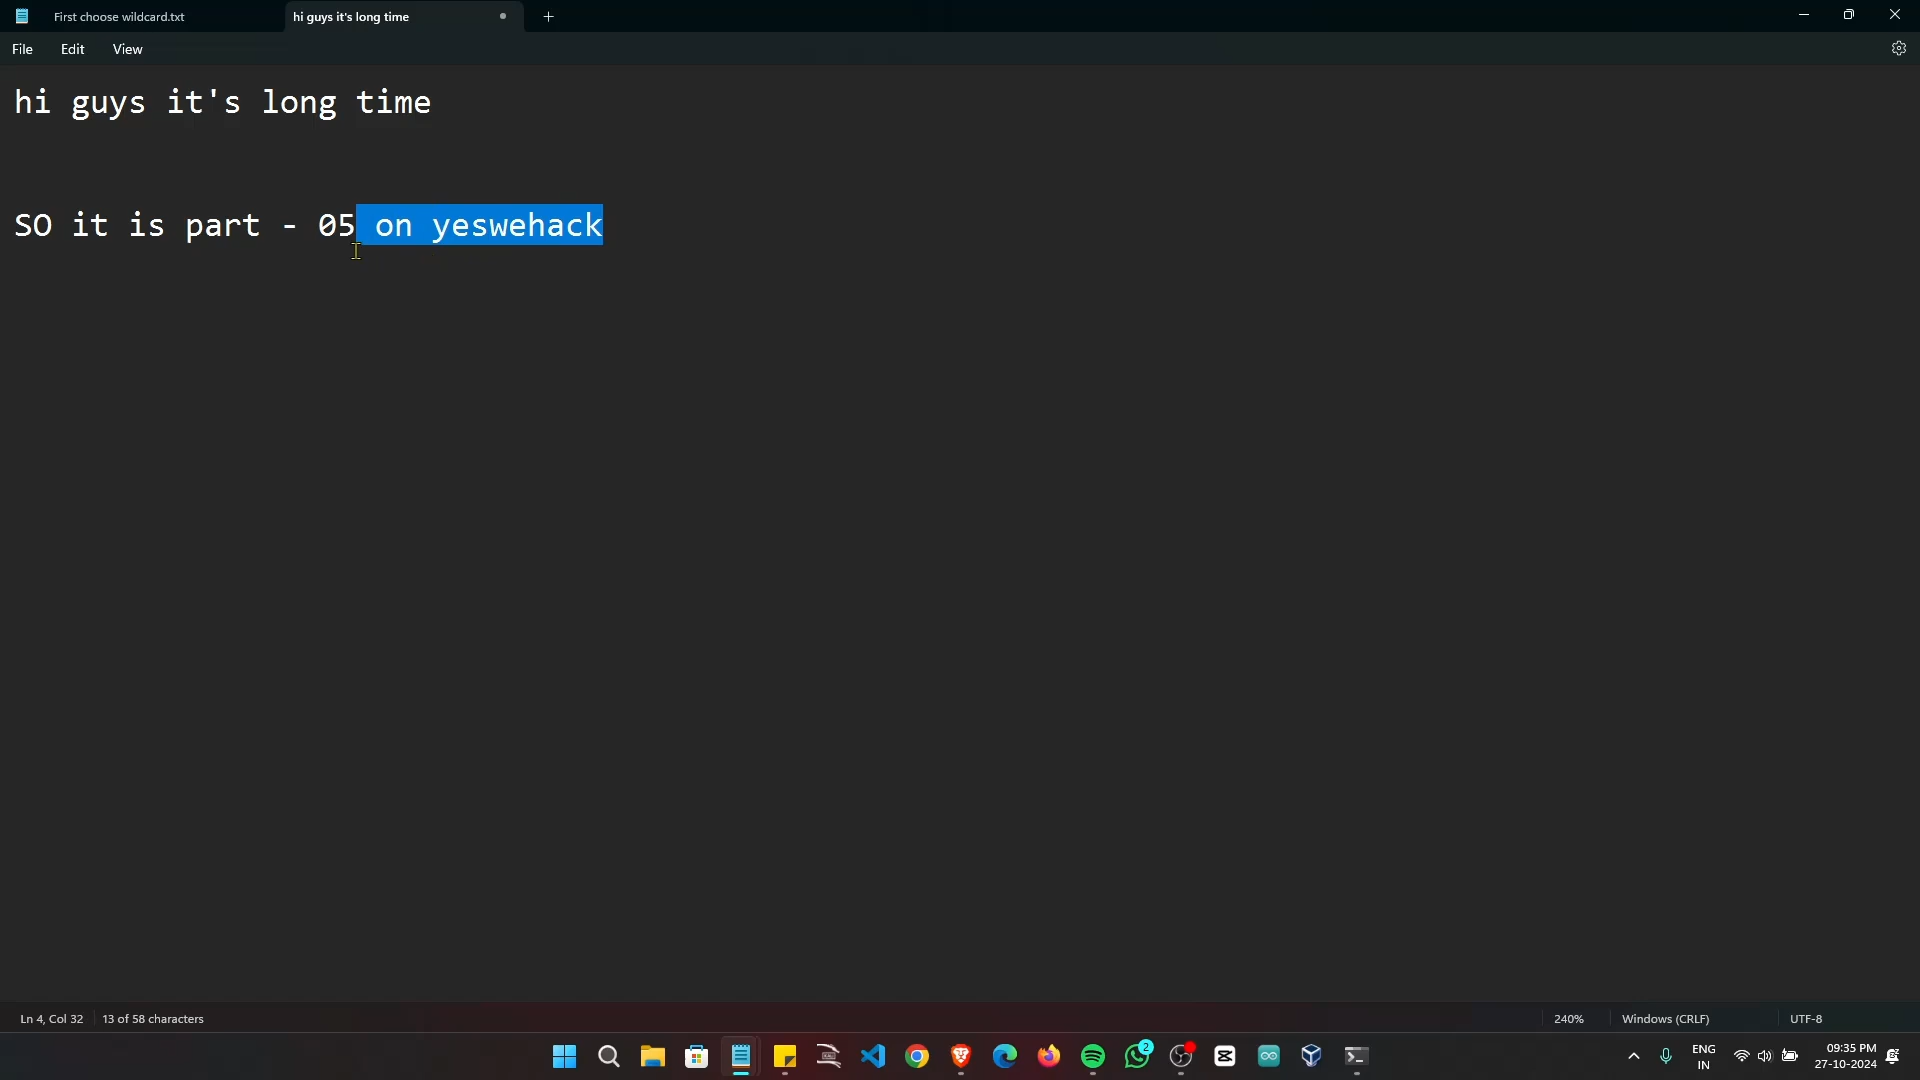 First choose wildcard.txt
hi guys it's long time
File Edit View
hi guys it's long time
SO it is part - 05 on yeswehack
Ln 4, Col 32 13 of 58 characters 240% Windows (CRLF) UTF-8
2
ENG
IN
09:35 PM
27-10-2024